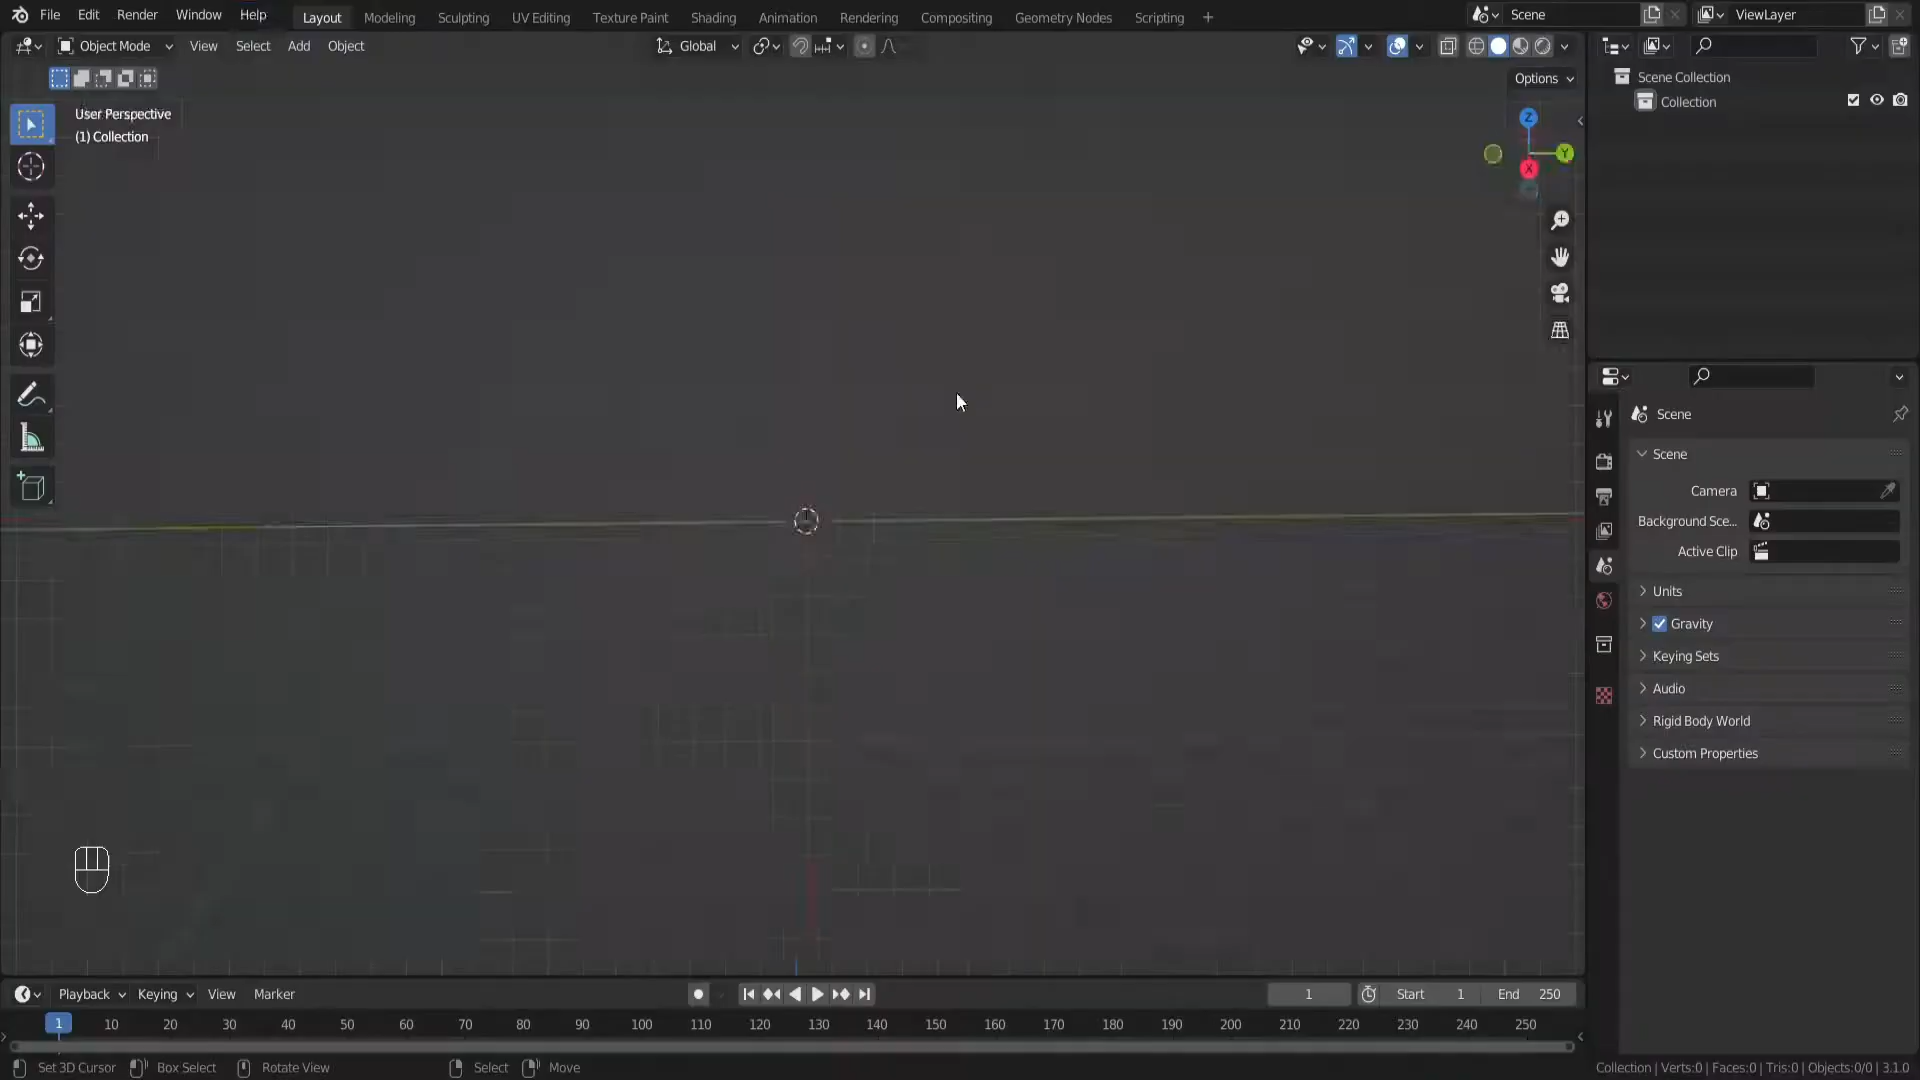 File Edit Render Window Help Layout Modeling Sculpting UV Editing Texture Paint Shading Animation Rendering Compositing Geometry Nodes Scripting + Scene ViewLayer
Object Mode View Select Add Object Global
Options
User Perspective
(1) Collection
Z
Y
X
Scene Collection
Collection
Scene
Scene
Camera
Background Sce...
Active Clip
Units
Gravity
Keying Sets
Audio
Rigid Body World
Custom Properties
Playback Keying View Marker 1 Start 1 End 250
1 10 20 30 40 50 60 70 80 90 100 110 120 130 140 150 160 170 180 190 200 210 220 230 240 250
Set 3D Cursor Box Select Rotate View Select Move Collection | Verts:0 | Faces:0 | Tris:0 | Objects:0/0 | 3.1.0